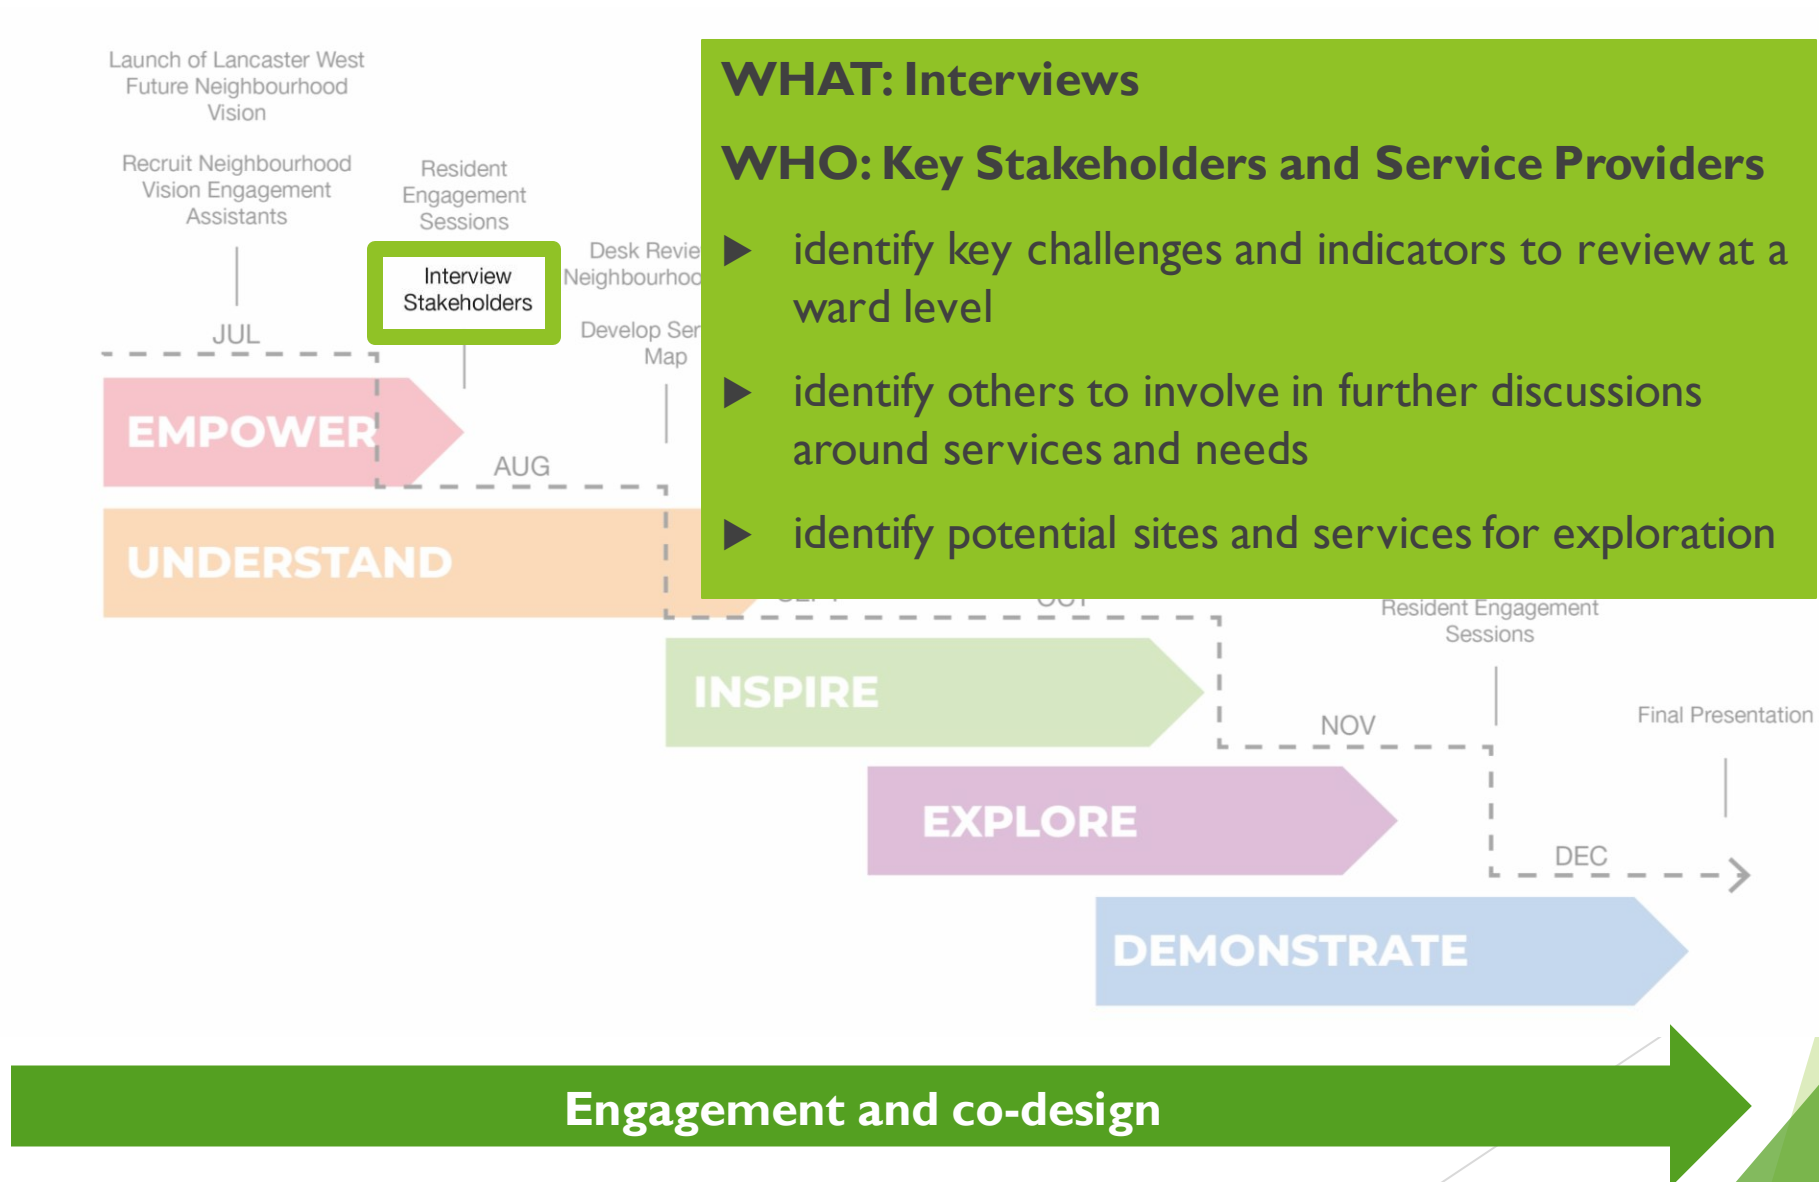 Launch of Lancaster West
Future Neighbourhood
Vision
Recruit Neighbourhood
Vision Engagement
Assistants
JUL
Resident
Engagement
Sessions
Interview
Stakeholders
Desk
Develop
Map
WHAT: Interviews
WHO: Key Stakeholders and Service Providers
▶ identify key challenges and indicators to review at a
ward level
▶ identify others to involve in further discussions
around services and needs
▶ identify potential sites and services for exploration
EMPOWER
AUG
UNDERSTAND
Resident Engagement
Sessions
INSPIRE
NOV
Final Presentation
EXPLORE
DEC
DEMONSTRATE
Engagement and co-design